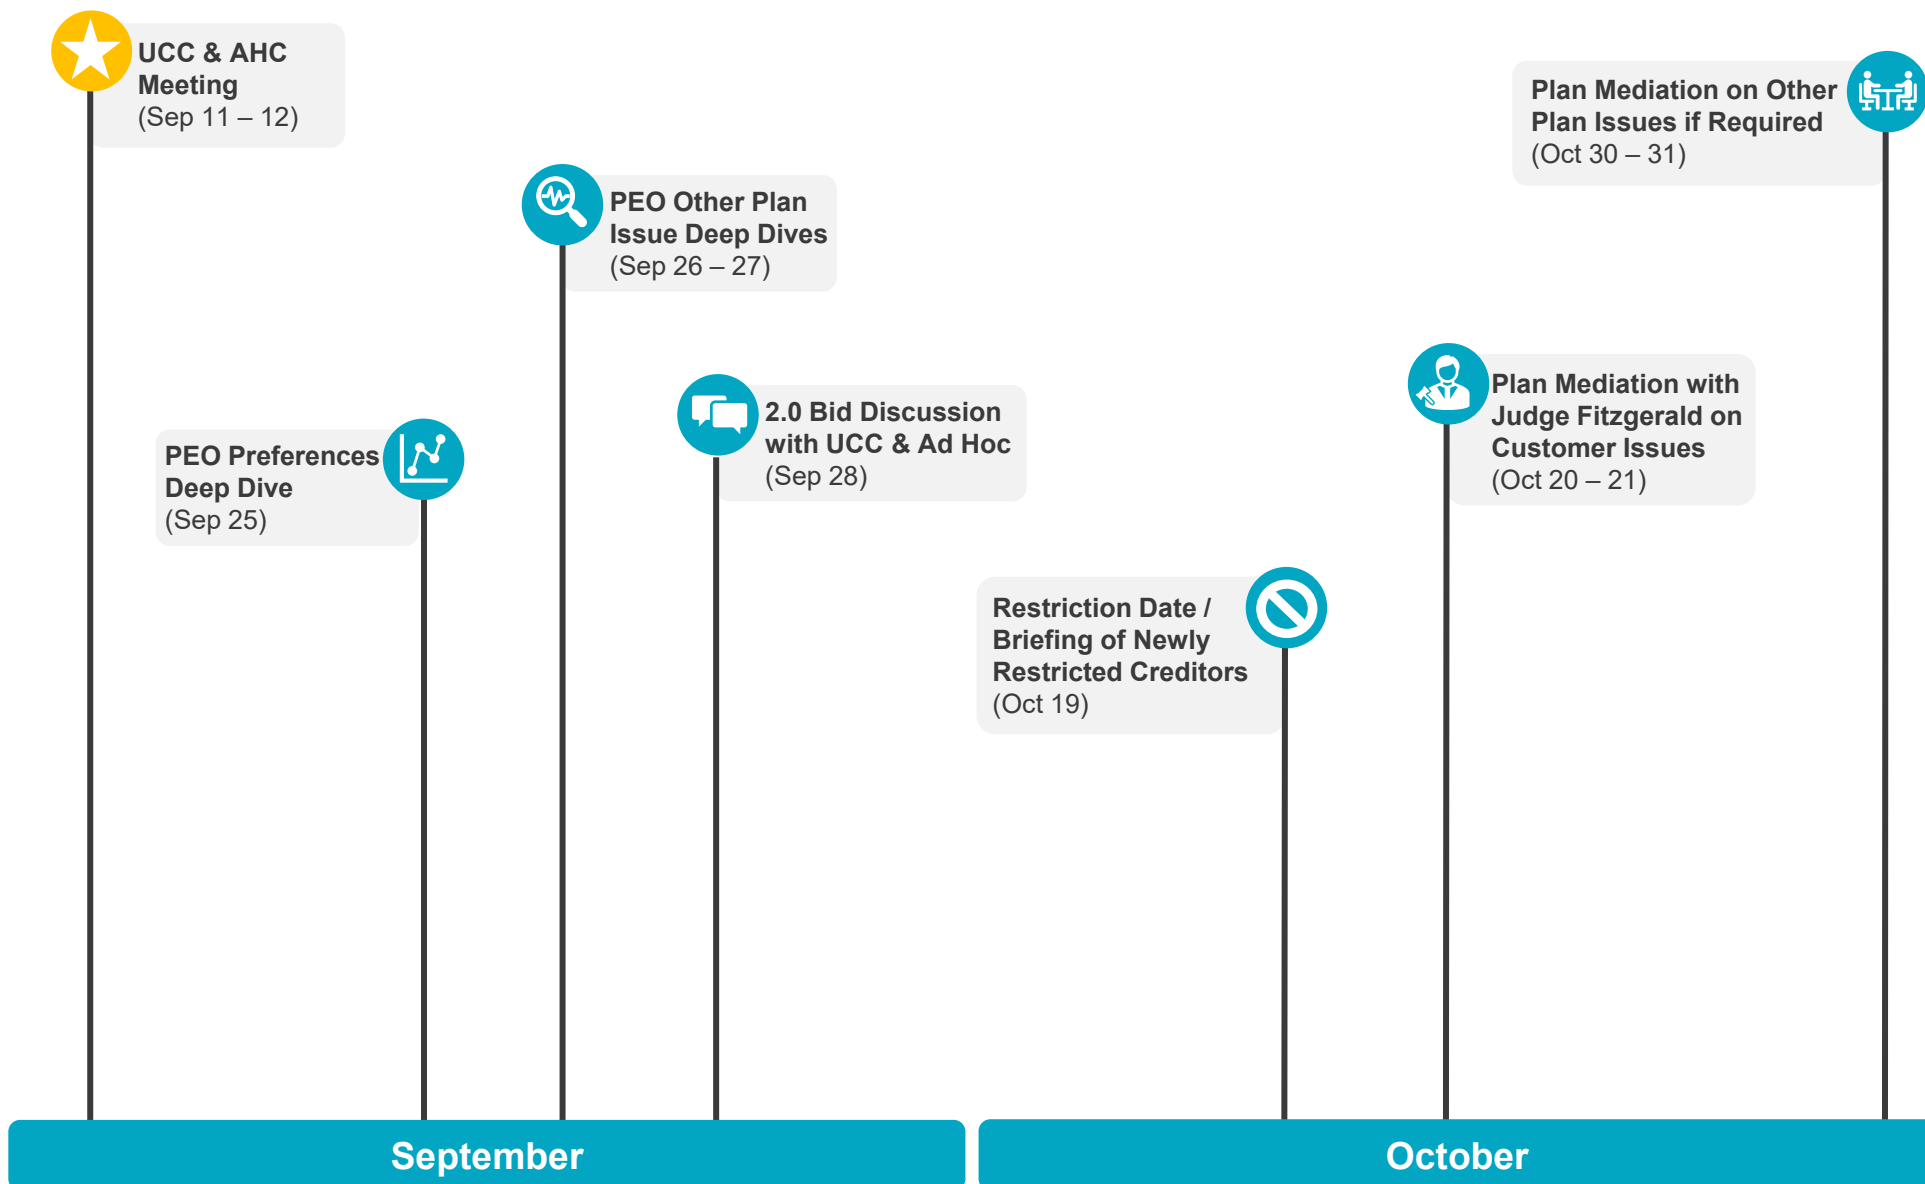 UCC & AHC
Meeting
(Sep 11 – 12)
PEO Preferences
Deep Dive
(Sep 25)
PEO Other Plan
Issue Deep Dives
(Sep 26 – 27)
2.0 Bid Discussion
with UCC & Ad Hoc
(Sep 28)
Restriction Date /
Briefing of Newly
Restricted Creditors
(Oct 19)
Plan Mediation with
Judge Fitzgerald on
Customer Issues
(Oct 20 – 21)
Plan Mediation on Other
Plan Issues if Required
(Oct 30 – 31)
September
October